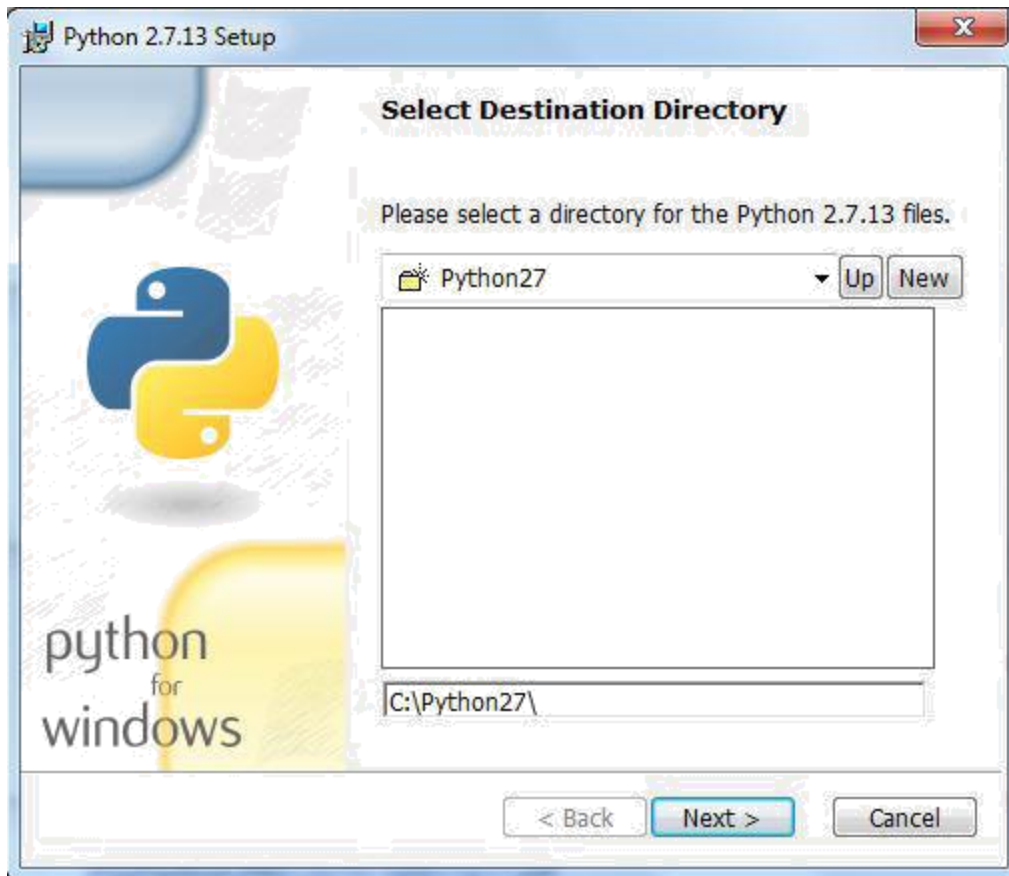 Python 2.7.13 Setup
Select Destination Directory
Please select a directory for the Python 2.7.13 files.
Python27
Up
New
C:\Python27\
python
for
windows
< Back
Next >
Cancel